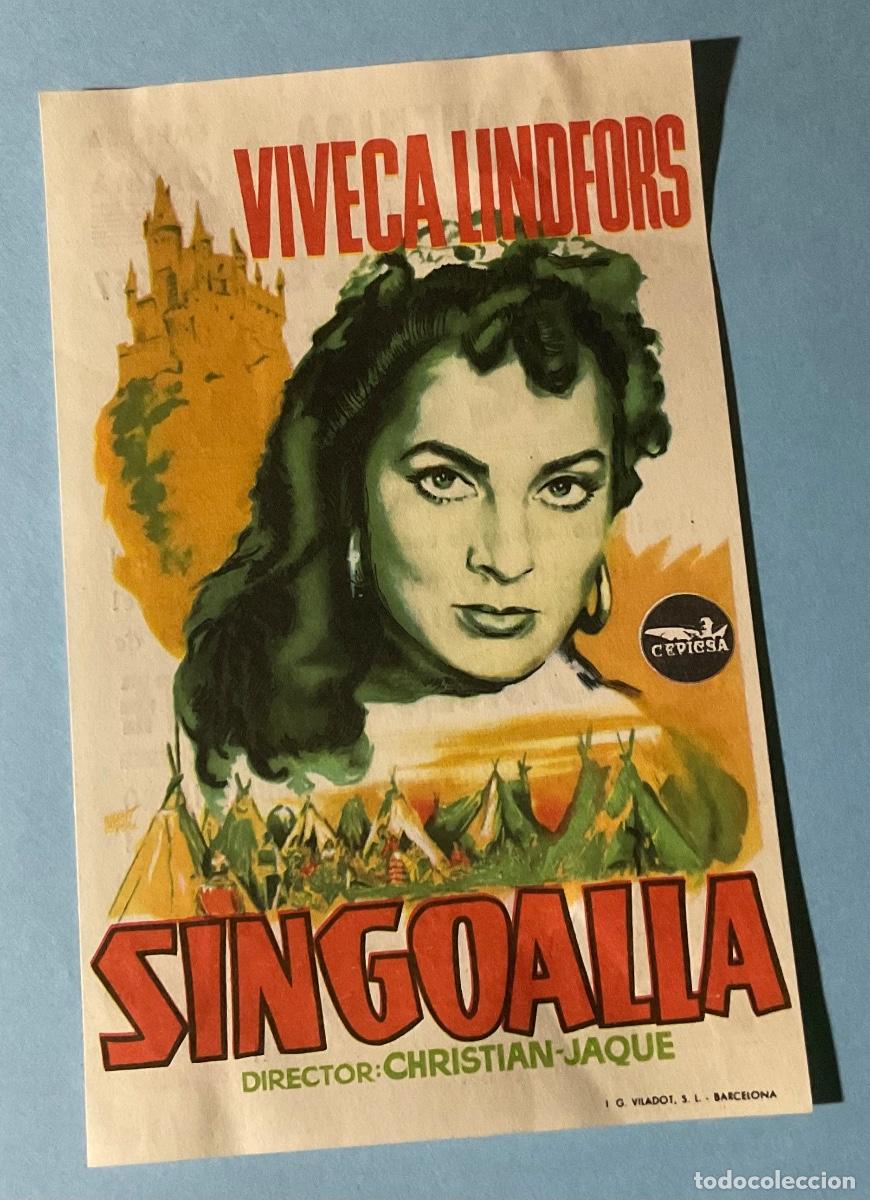 VIVECA LINDFORS
CEPICSA
SINGOALLA
DIRECTOR: CHRISTIAN-JAQUE
I. G. VILADOT, S. L. - BARCELONA
todocoleccion